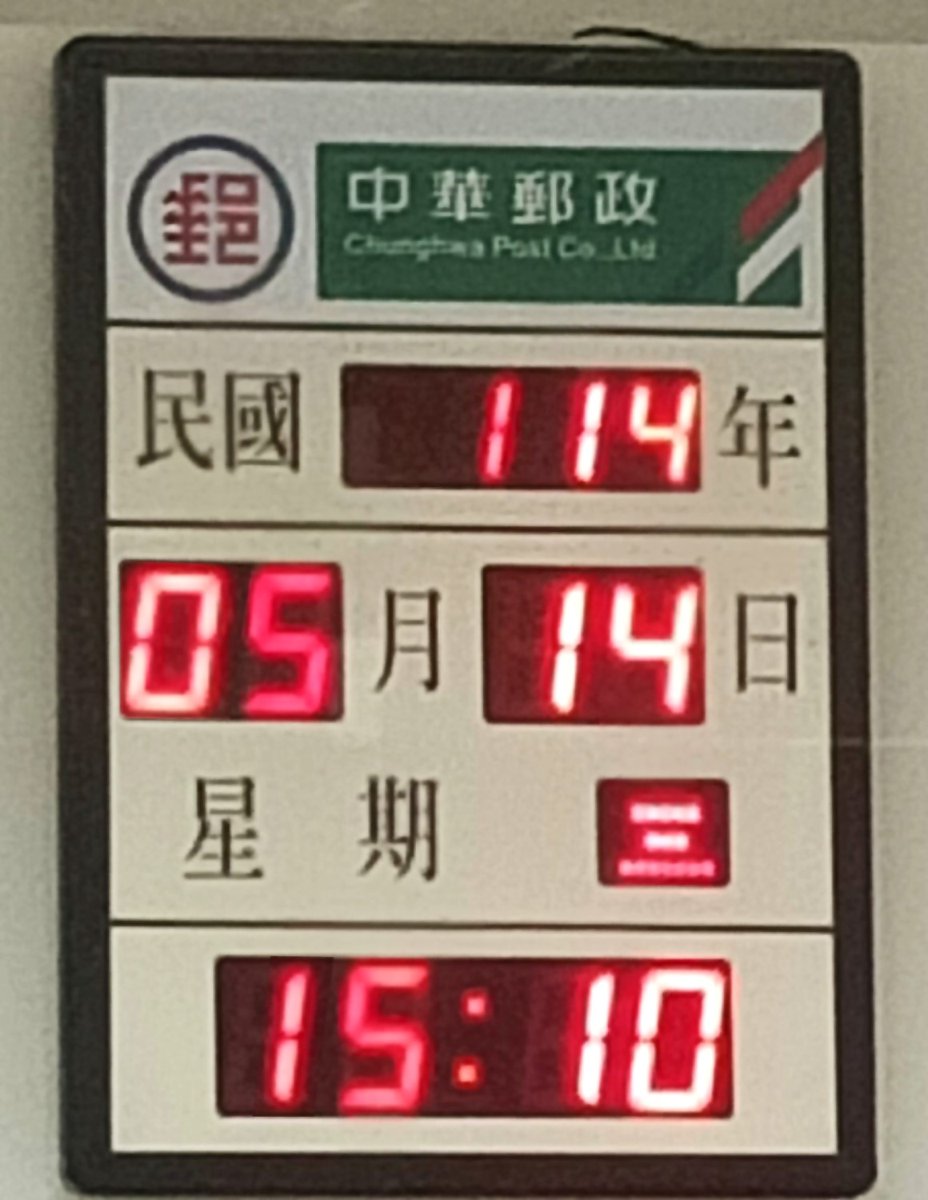 郵 中華郵政
Chunghwa Post Co.,Ltd
民國 114 年
05 月 14 日
星期 三
15:10